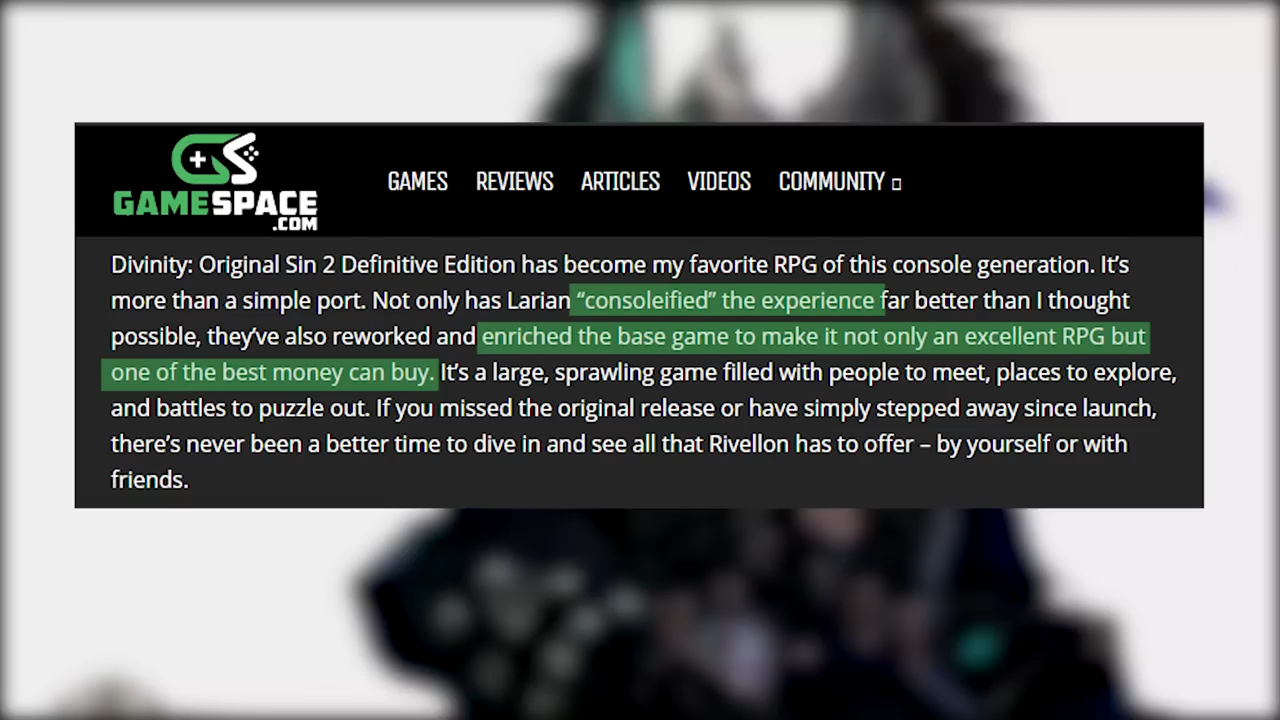 GAMESPACE
.COM
GAMES REVIEWS ARTICLES VIDEOS COMMUNITY
Divinity: Original Sin 2 Definitive Edition has become my favorite RPG of this console generation. It’s
more than a simple port. Not only has Larian “consoleified” the experience far better than I thought
possible, they’ve also reworked and enriched the base game to make it not only an excellent RPG but
one of the best money can buy. It’s a large, sprawling game filled with people to meet, places to explore,
and battles to puzzle out. If you missed the original release or have simply stepped away since launch,
there’s never been a better time to dive in and see all that Rivellon has to offer – by yourself or with
friends.